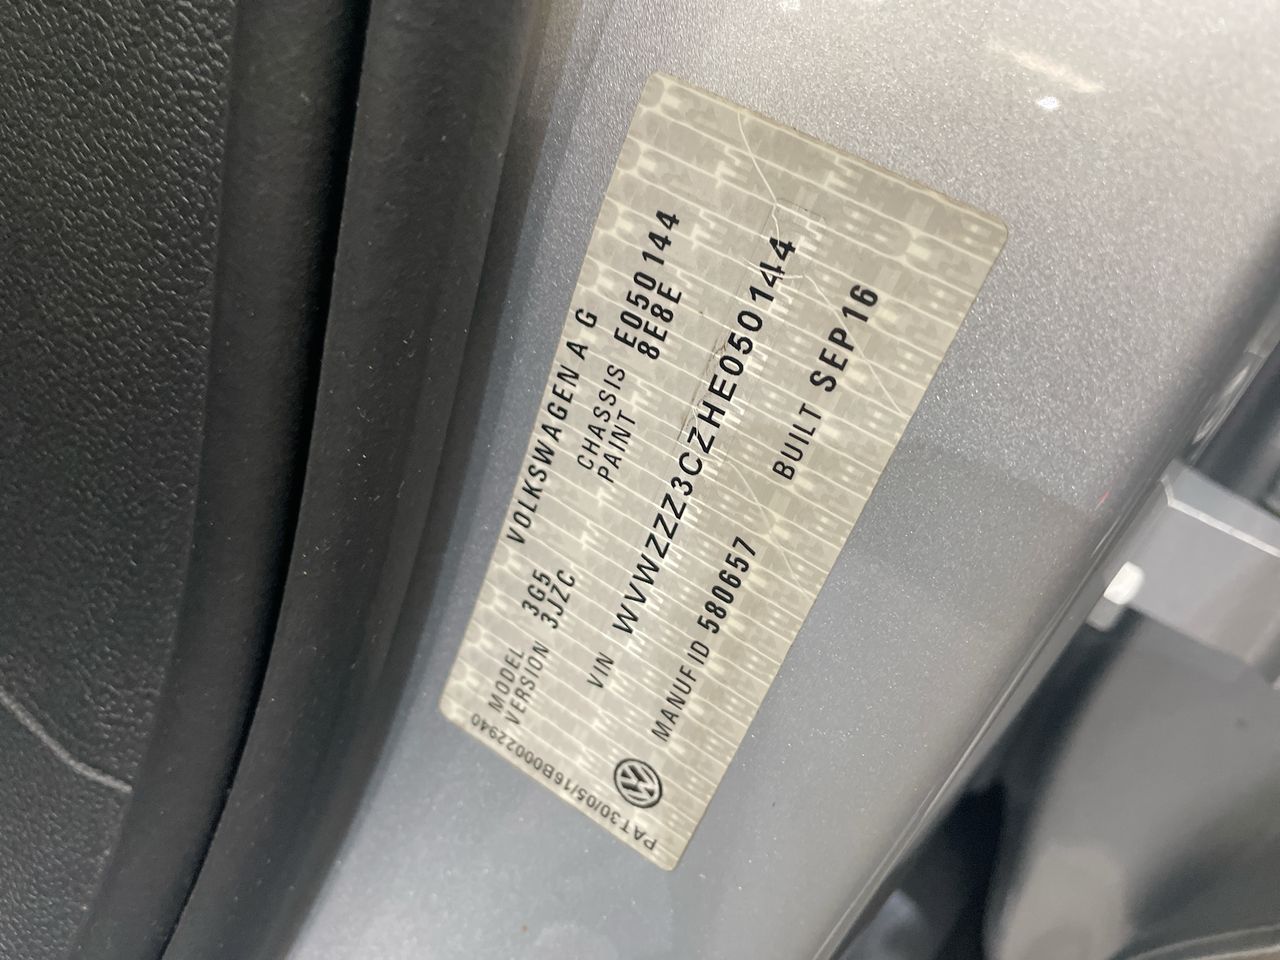 VOLKSWAGEN A G
MODEL 3G5 CHASSIS E050144
VERSION 3JZC PAINT 8E8E
VIN WVWZZZ3CZHE050144
MANUF ID 580657 BUILT SEP16
PAT30/05/16B00022940